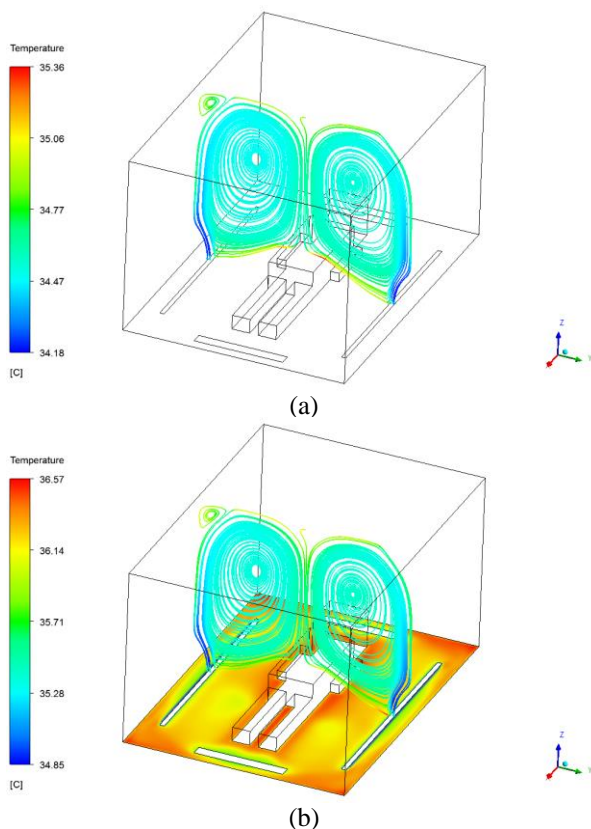 Temperature
35.36
35.06
34.77
34.47
34.18
[C]
Z
Y
(a)
Temperature
36.57
36.14
35.71
35.28
34.85
[C]
Z
Y
(b)